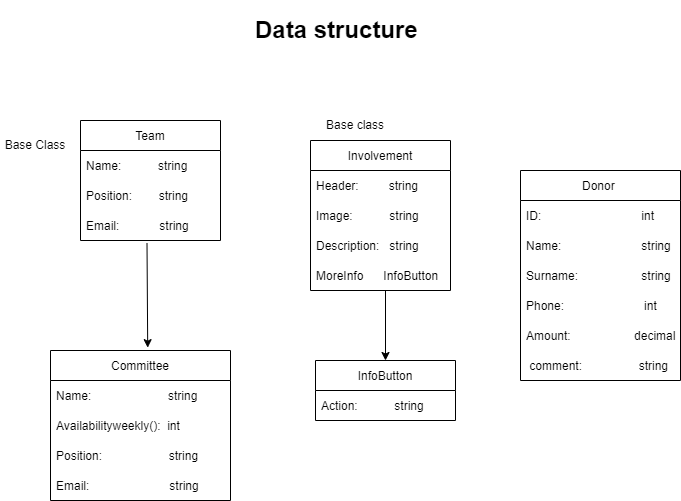 Data structure
Base Class
Team
Name: string
Position: string
Email: string
Committee
Name: string
Availabilityweekly(): int
Position: string
Email: string
Base class
Involvement
Header: string
Image: string
Description: string
MoreInfo InfoButton
InfoButton
Action: string
Donor
ID: int
Name: string
Surname: string
Phone: int
Amount: decimal
comment: string